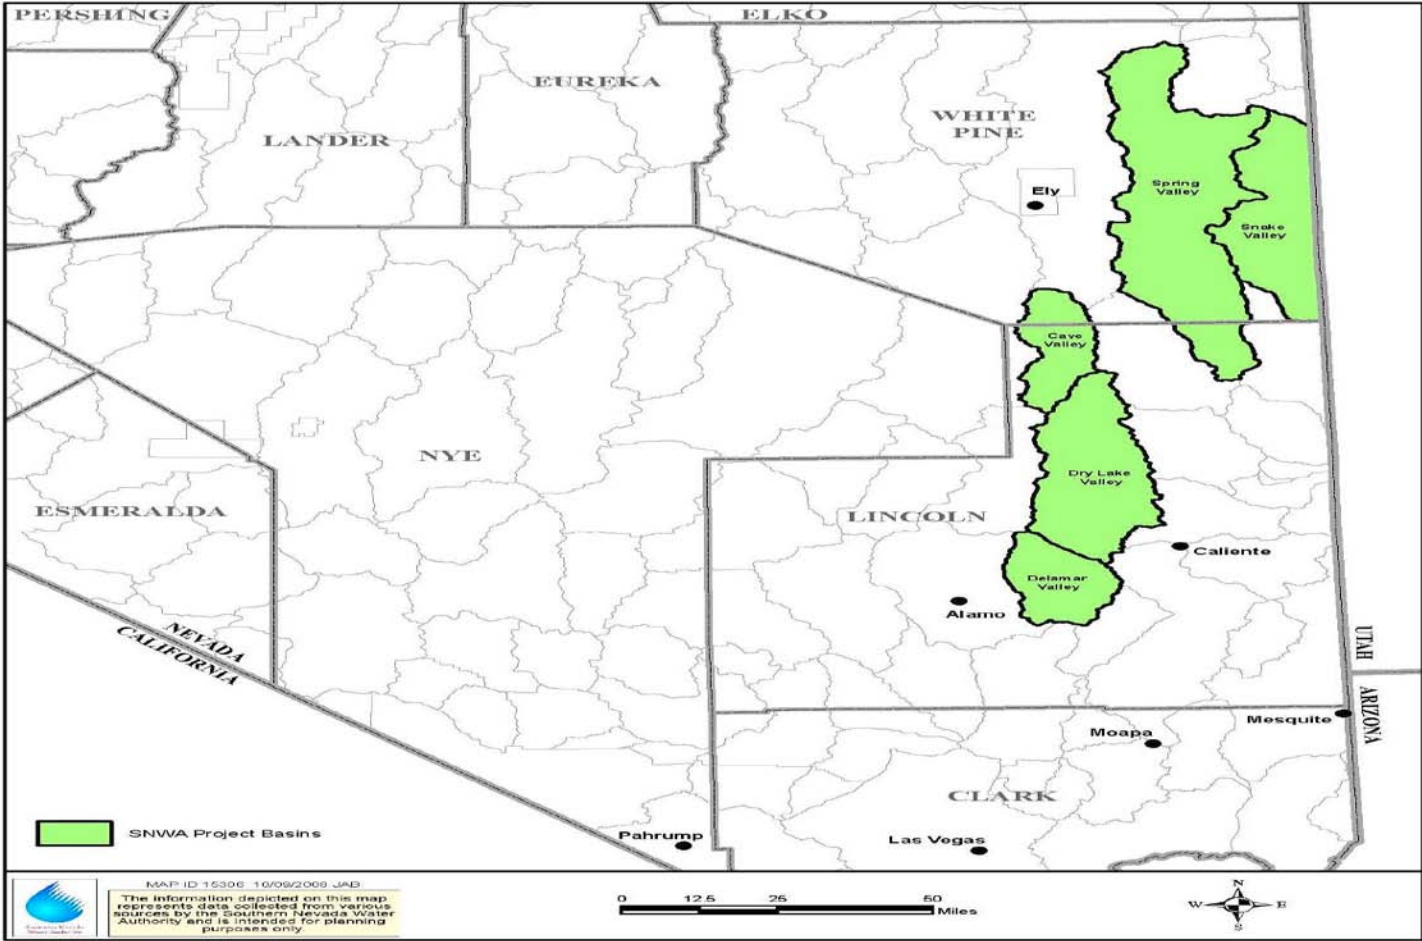 PERSHING
ELKO
EUREKA
LANDER
WHITE
PINE
Ely
Spring
Valley
Snake
Valley
Cave
Valley
NYE
Dry Lake
Valley
ESMERALDA
LINCOLN
Caliente
Delamar
Valley
Alamo
NEVADA
CALIFORNIA
UTAH
ARIZONA
Mesquite
Moapa
CLARK
Pahrump
Las Vegas
SNWA Project Basins
MAP ID 15306 10/09/2008 JAB
The information depicted on this map
represents data collected from various
sources by the Southern Nevada Water
Authority and is intended for planning
purposes only.
0 12.5 25 50
Miles
N
W E
S